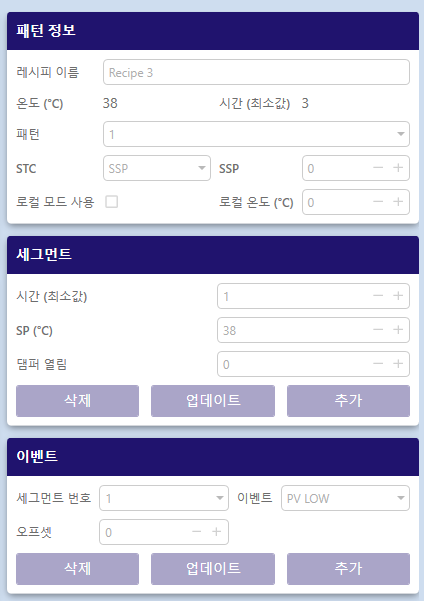 패턴 정보
레시피 이름 Recipe 3
온도 (°C) 38 시간 (최소값) 3
패턴 1
STC SSP SSP 0
로컬 모드 사용 로컬 온도 (°C) 0
세그먼트
시간 (최소값) 1
SP (°C) 38
댐퍼 열림 0
삭제 업데이트 추가
이벤트
세그먼트 번호 1 이벤트 PV LOW
오프셋 0
삭제 업데이트 추가